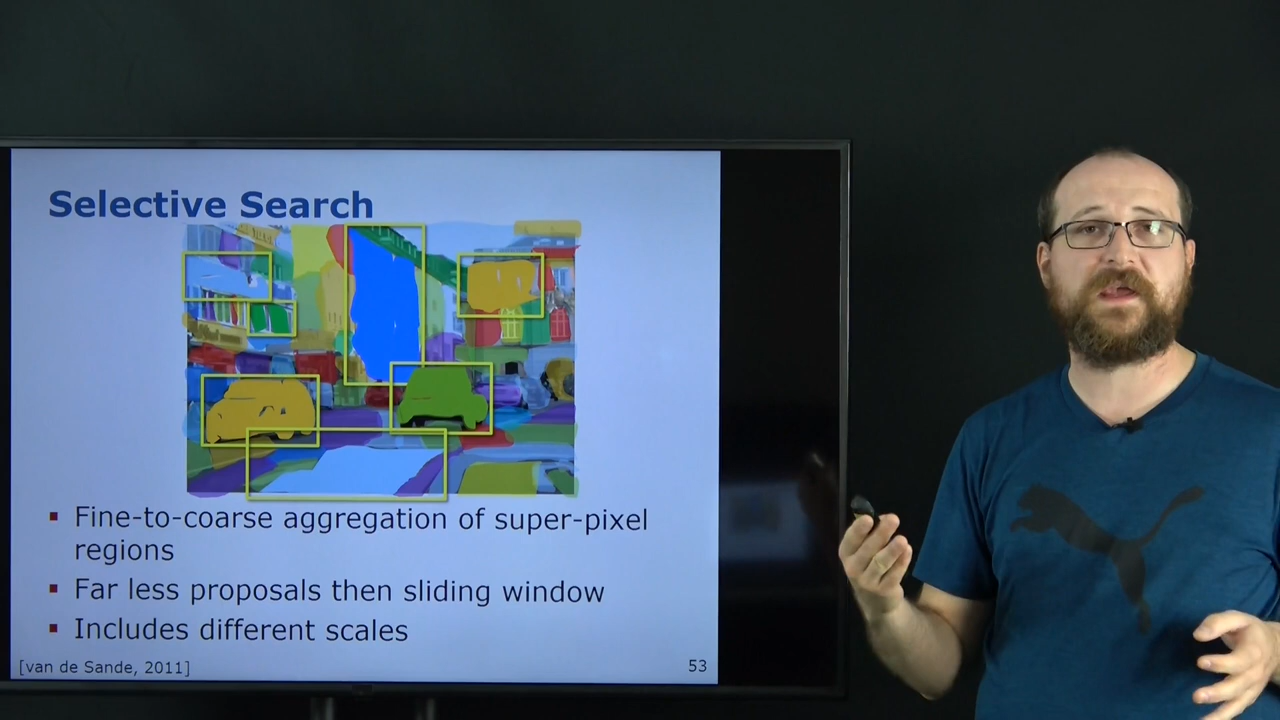 Selective Search
▪ Fine-to-coarse aggregation of super-pixel
regions
▪ Far less proposals then sliding window
▪ Includes different scales
[van de Sande, 2011]
53